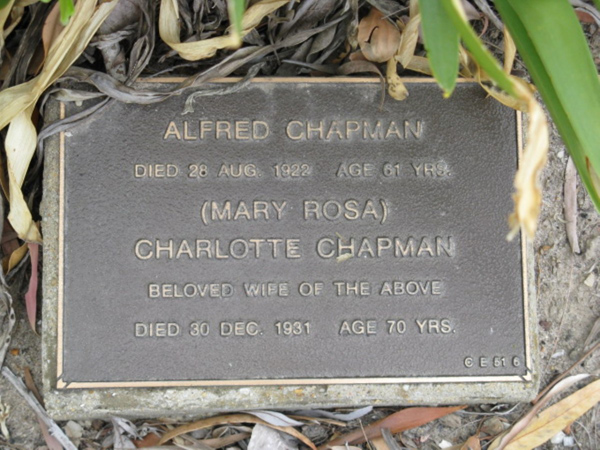 ALFRED CHAPMAN
DIED 28 AUG. 1922 AGE 61 YRS.
(MARY ROSA)
CHARLOTTE CHAPMAN
BELOVED WIFE OF THE ABOVE
DIED 30 DEC. 1931 AGE 70 YRS.
C E 51 6